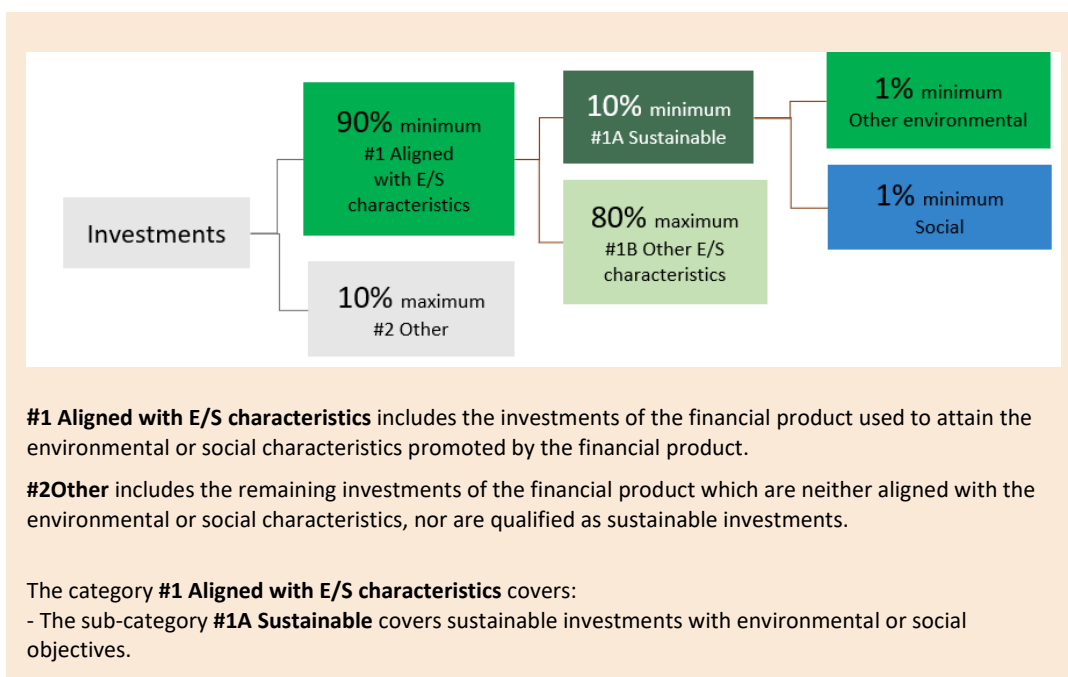 Investments
90% minimum
#1 Aligned
with E/S
characteristics
10% maximum
#2 Other
10% minimum
#1A Sustainable
80% maximum
#1B Other E/S
characteristics
1% minimum
Other environmental
1% minimum
Social
#1 Aligned with E/S characteristics includes the investments of the financial product used to attain the
environmental or social characteristics promoted by the financial product.
#2Other includes the remaining investments of the financial product which are neither aligned with the
environmental or social characteristics, nor are qualified as sustainable investments.
The category #1 Aligned with E/S characteristics covers:
- The sub-category #1A Sustainable covers sustainable investments with environmental or social
objectives.